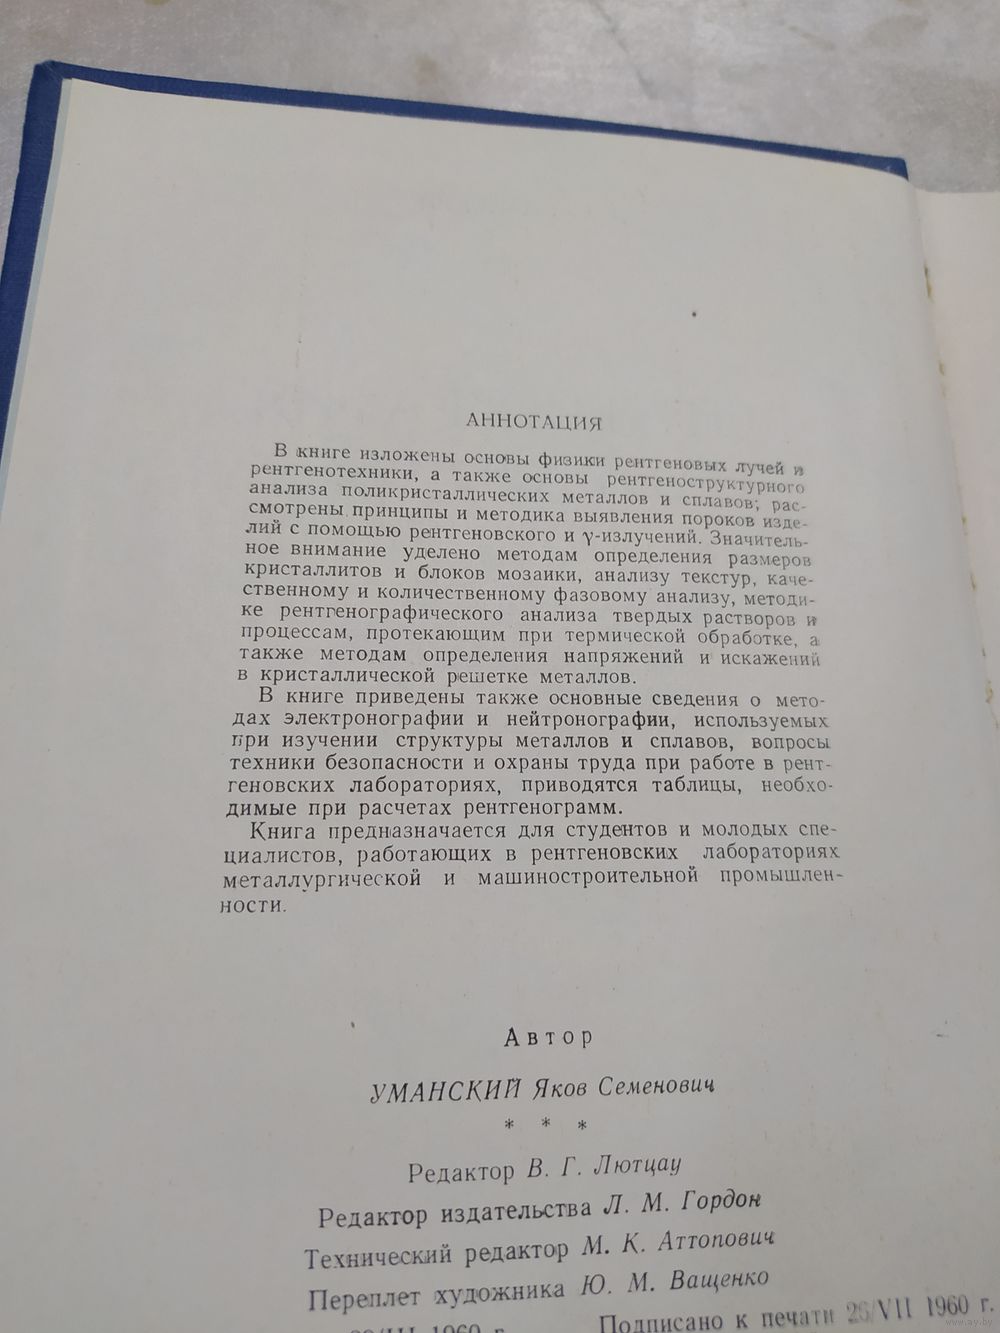 АННОТАЦИЯ
В книге изложены основы физики рентгеновых лучей и
рентгенотехники, а также основы рентгеноструктурного
анализа поликристаллических металлов и сплавов; рас-
смотрены принципы и методика выявления пороков изде-
лий с помощью рентгеновского и γ-излучений. Значитель-
ное внимание уделено методам определения размеров
кристаллитов и блоков мозаики, анализу текстур, каче-
ственному и количественному фазовому анализу, методи-
ке рентгенографического анализа твердых растворов и
процессам, протекающим при термической обработке, а
также методам определения напряжений и искажений
в кристаллической решетке металлов.
В книге приведены также основные сведения о мето-
дах электронографии и нейтронографии, используемых
при изучении структуры металлов и сплавов, вопросы
техники безопасности и охраны труда при работе в рент-
геновских лабораториях, приводятся таблицы, необхо-
димые при расчетах рентгенограмм.
Книга предназначается для студентов и молодых спе-
циалистов, работающих в рентгеновских лабораториях
металлургической и машиностроительной промышлен-
ности.
Автор
УМАНСКИЙ Яков Семенович
* * *
Редактор В. Г. Лютцау
Редактор издательства Л. М. Гордон
Технический редактор М. К. Аттопович
Переплет художника Ю. М. Ващенко
/III 1960 г. Подписано к печати 26/VII 1960 г.
www.ay.by